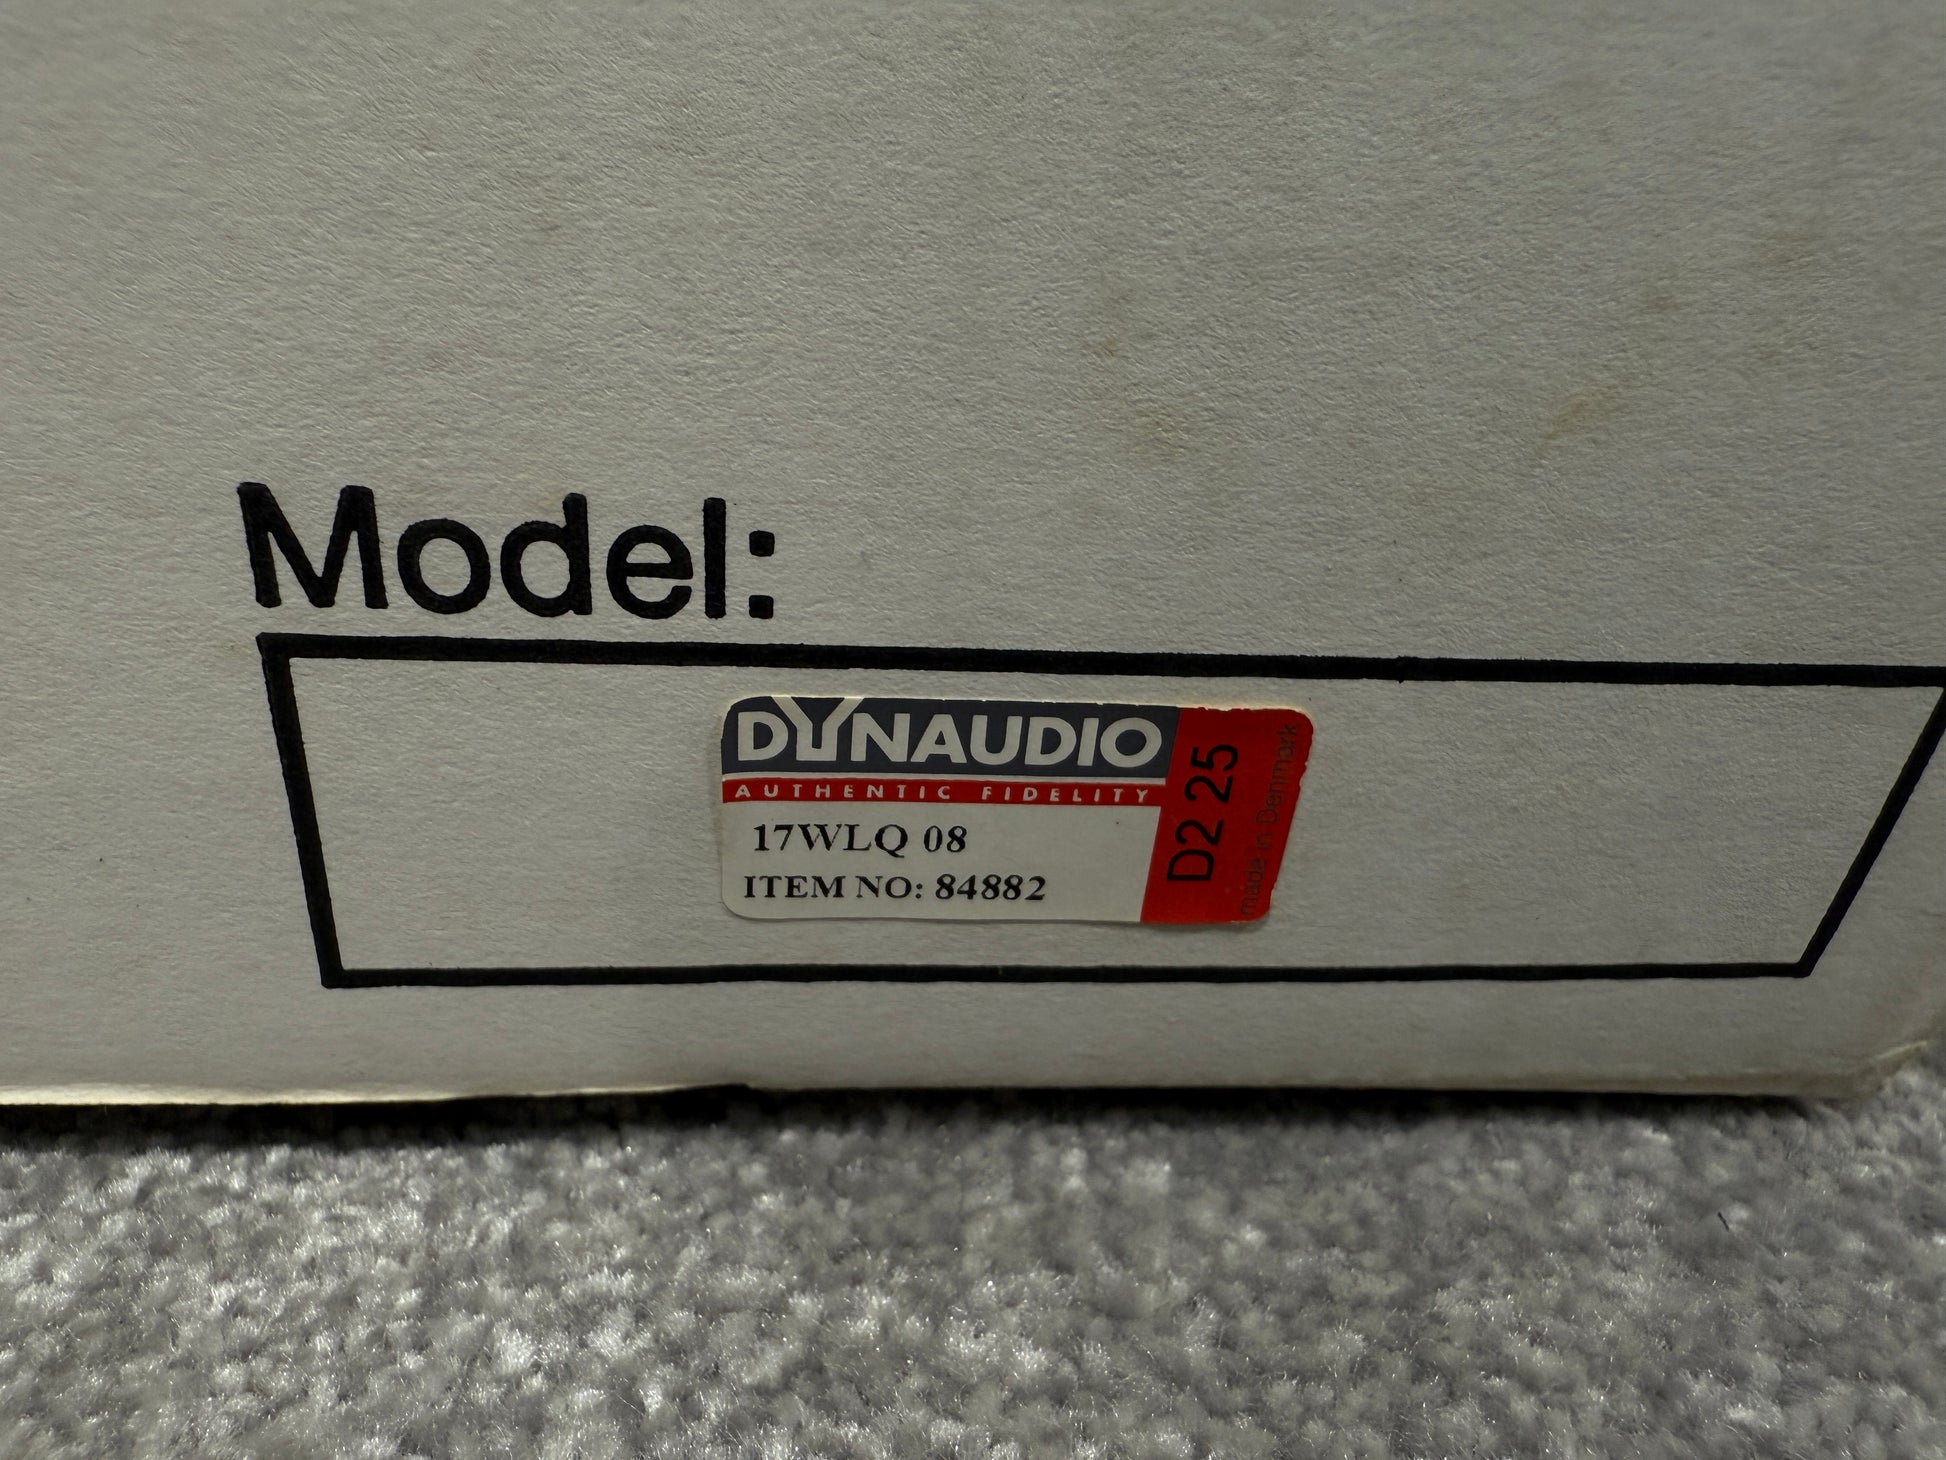 Model:
DYNAUDIO
AUTHENTIC FIDELITY
17WLQ 08
ITEM NO: 84882
D2 25
made in Denmark